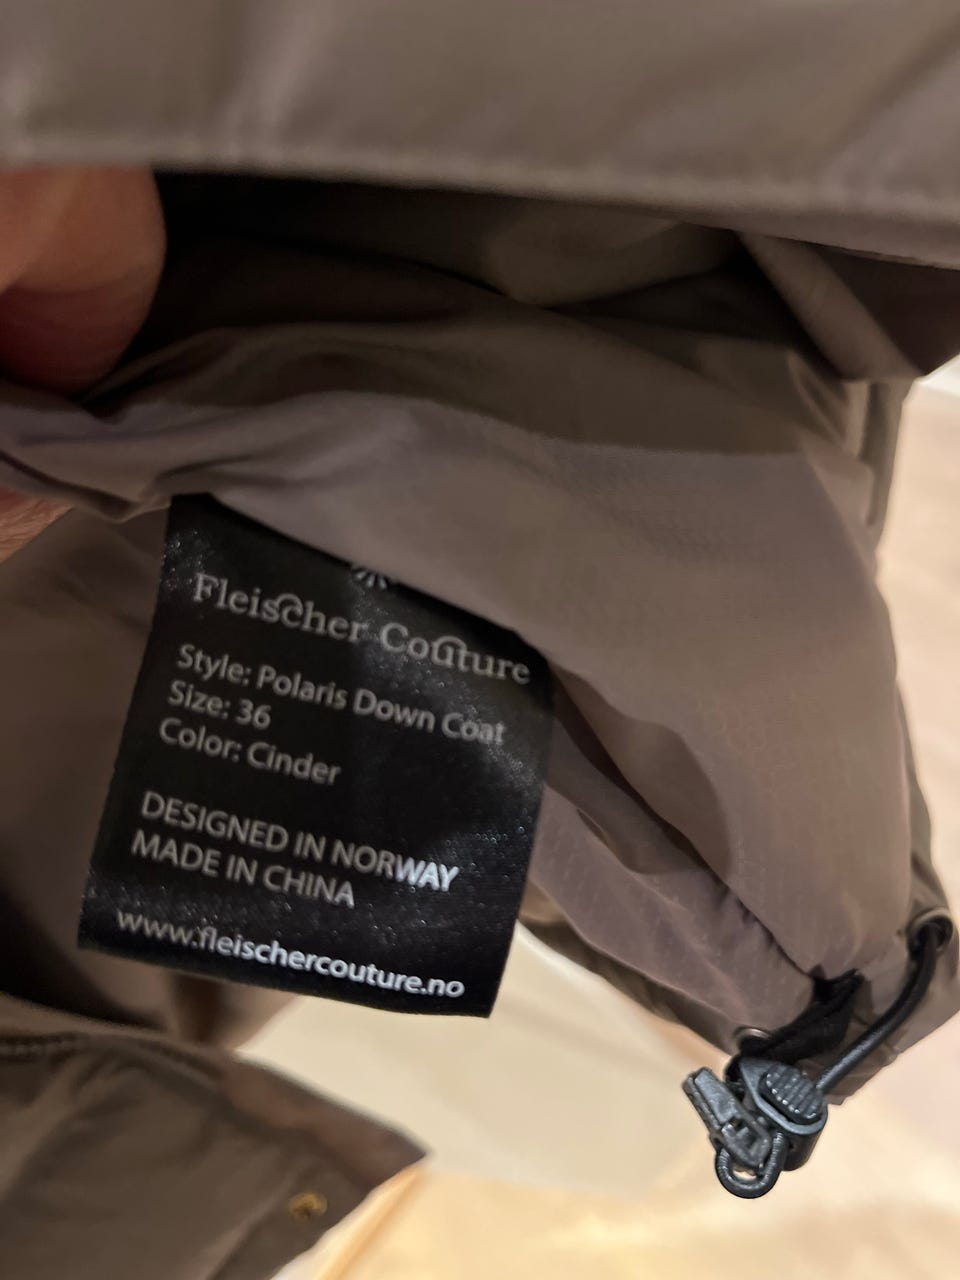 Fleischer Couture
Style: Polaris Down Coat
Size: 36
Color: Cinder
DESIGNED IN NORWAY
MADE IN CHINA
www.fleischercouture.no